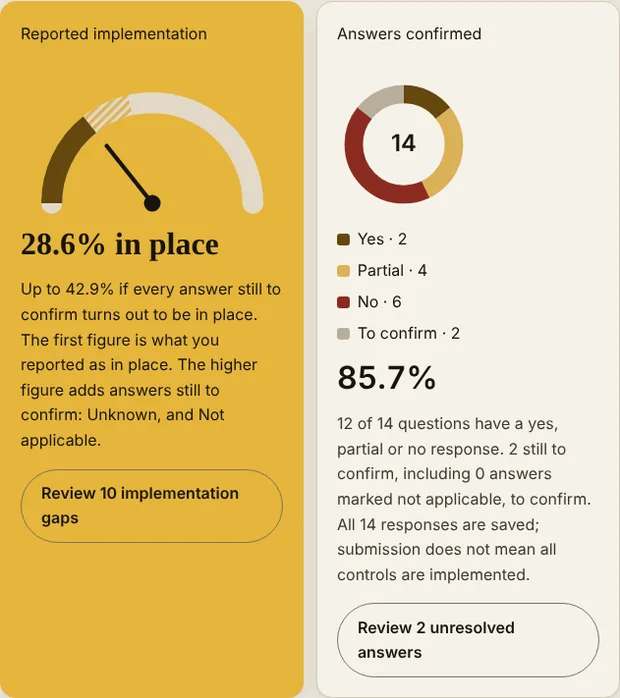 Reported implementation
28.6% in place
Up to 42.9% if every answer still to
confirm turns out to be in place.
The first figure is what you
reported as in place. The higher
figure adds answers still to
confirm: Unknown, and Not
applicable.
Review 10 implementation
gaps
Answers confirmed
14
Yes · 2
Partial · 4
No · 6
To confirm · 2
85.7%
12 of 14 questions have a yes,
partial or no response. 2 still to
confirm, including 0 answers
marked not applicable, to confirm.
All 14 responses are saved;
submission does not mean all
controls are implemented.
Review 2 unresolved
answers